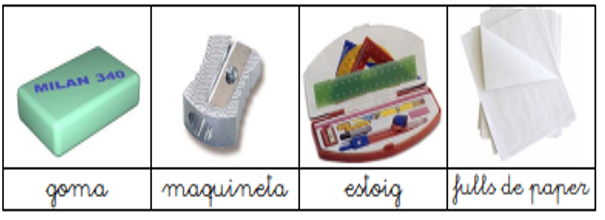 MILAN 340
goma
maquineta
estoig
fulls de paper